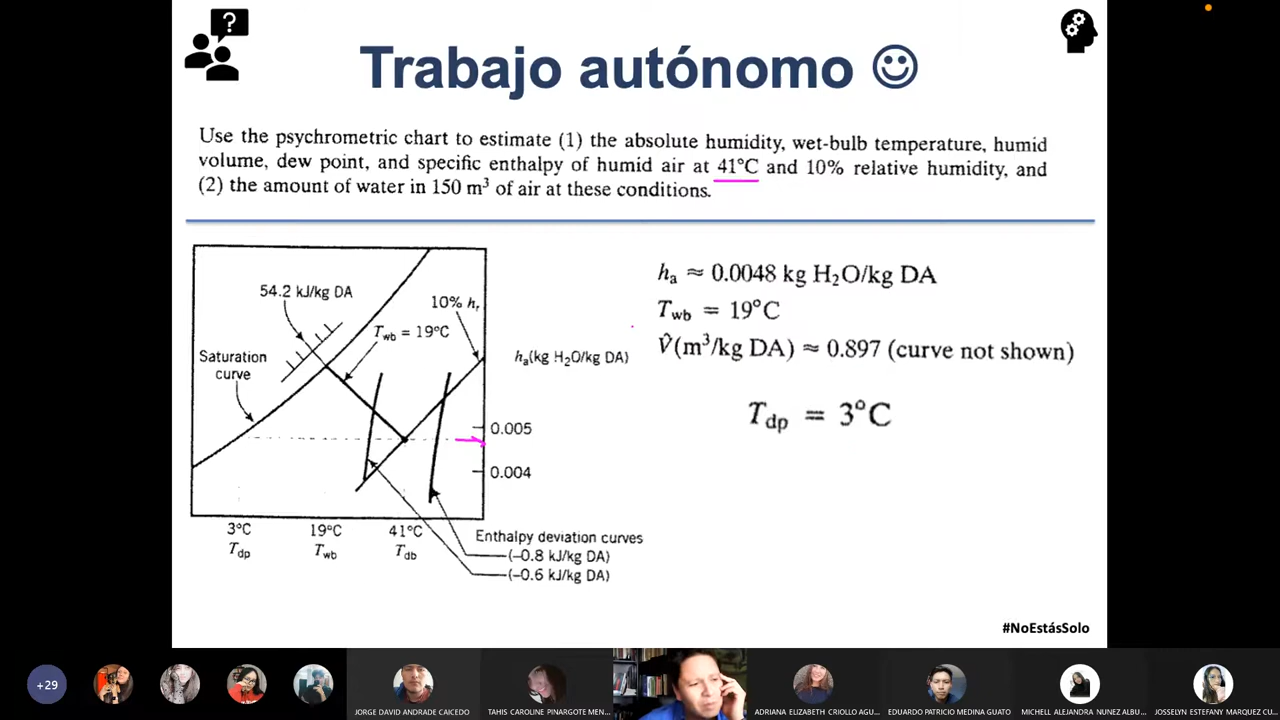 ?
Trabajo autónomo
Use the psychrometric chart to estimate (1) the absolute humidity, wet-bulb temperature, humid
volume, dew point, and specific enthalpy of humid air at 41°C and 10% relative humidity, and
(2) the amount of water in 150 m³ of air at these conditions.
54.2 kJ/kg DA
10% hᵣ
T_wb = 19°C
Saturation
curve
hₐ(kg H₂O/kg DA)
0.005
0.004
3°C 19°C 41°C
T_dp T_wb T_db
Enthalpy deviation curves
(−0.8 kJ/kg DA)
(−0.6 kJ/kg DA)
hₐ ≈ 0.0048 kg H₂O/kg DA
T_wb = 19°C
V̂(m³/kg DA) ≈ 0.897 (curve not shown)
T_dp = 3°C
#NoEstásSolo
+29
JORGE DAVID ANDRADE CAICEDO
TAHIS CAROLINE PINARGOTE MEN...
ADRIANA ELIZABETH CRIOLLO AGU...
EDUARDO PATRICIO MEDINA GUATO
MICHELL ALEJANDRA NUNEZ ALBU...
JOSSELYN ESTEFANY MARQUEZ CU...